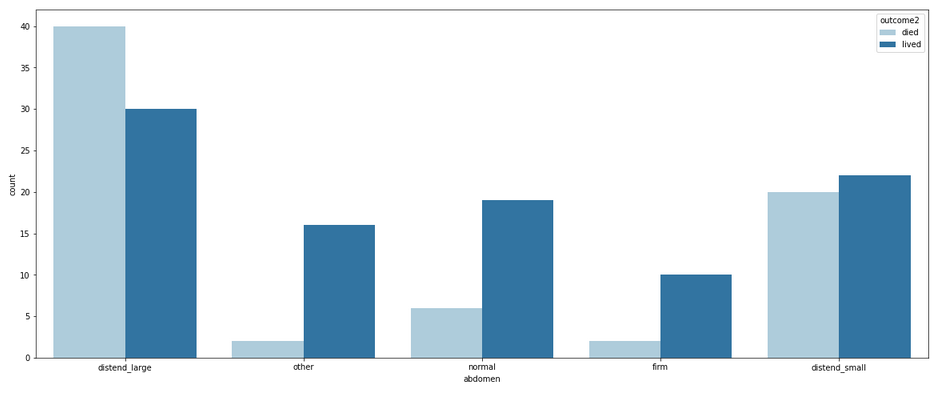 outcome2
died
lived
40
35
30
25
20
15
10
5
0
count
distend_large other normal firm distend_small
abdomen